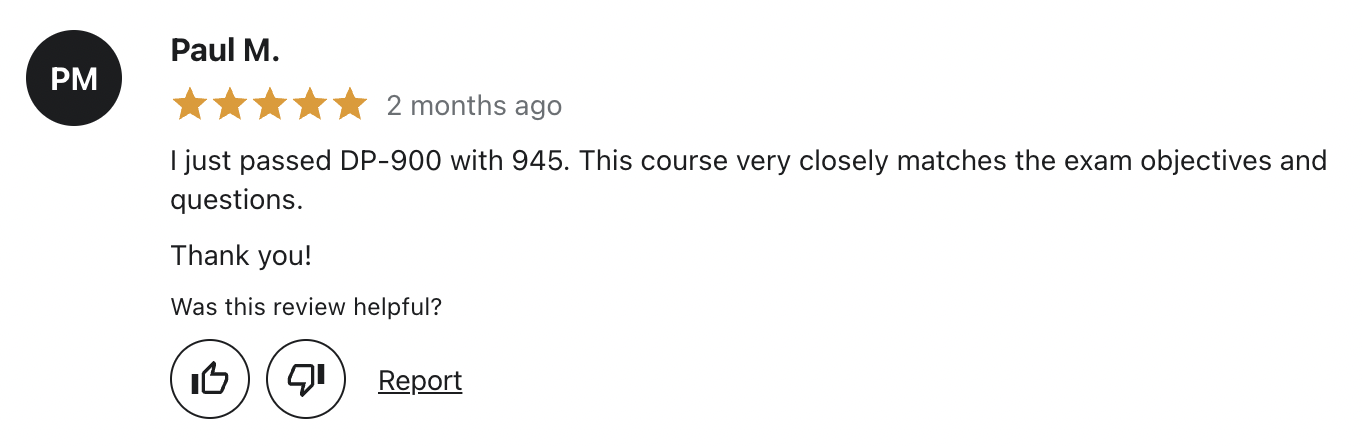 PM
Paul M.
2 months ago
I just passed DP-900 with 945. This course very closely matches the exam objectives and
questions.
Thank you!
Was this review helpful?
Report